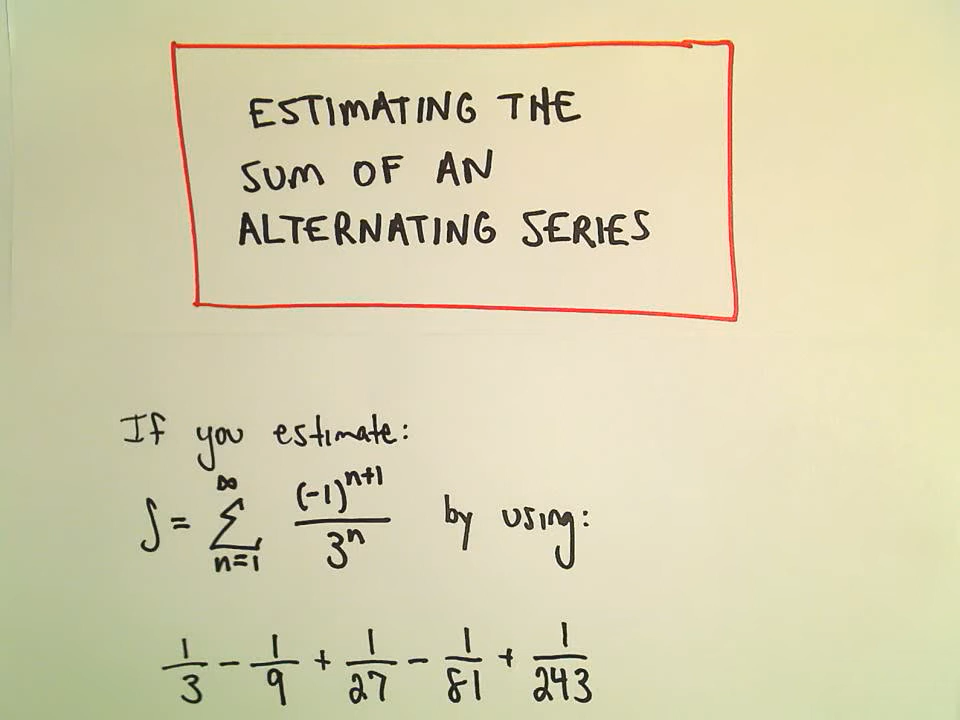 ESTIMATING THE
SUM OF AN
ALTERNATING SERIES
If you estimate:
S = ∑_{n=1}^{∞} (-1)^{n+1}/3^n by using:
1/3 - 1/9 + 1/27 - 1/81 + 1/243